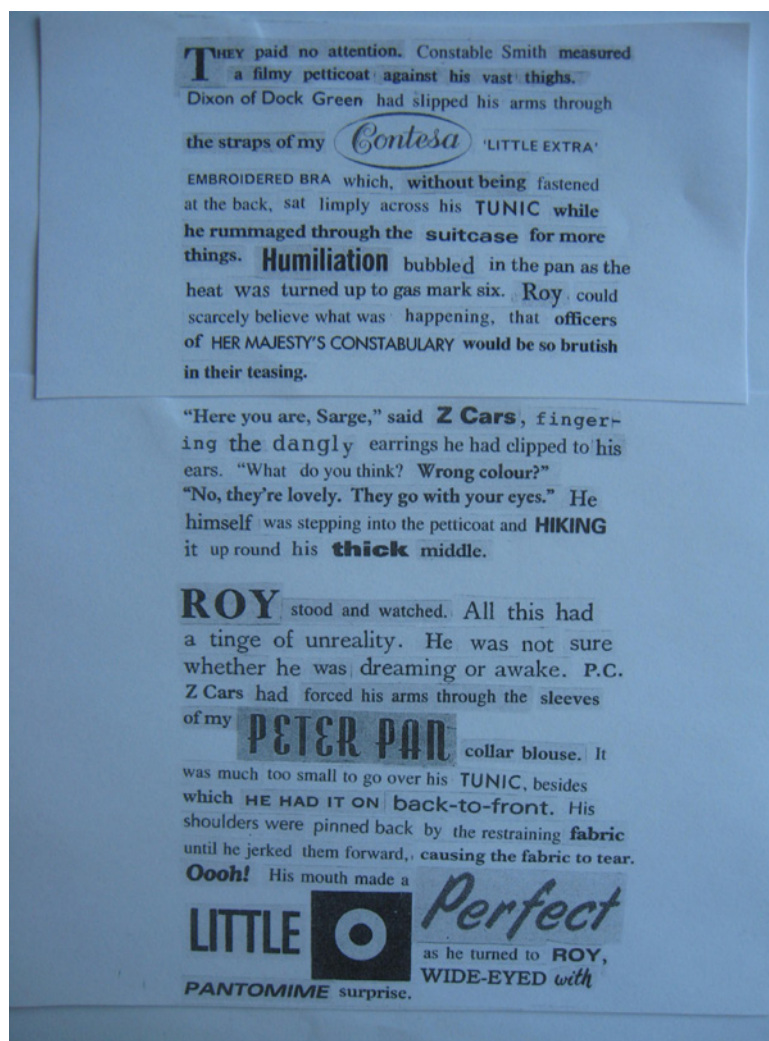 THEY paid no attention. Constable Smith measured
a filmy petticoat against his vast thighs.
Dixon of Dock Green had slipped his arms through
the straps of my Contesa 'LITTLE EXTRA'
EMBROIDERED BRA which, without being fastened
at the back, sat limply across his TUNIC while
he rummaged through the suitcase for more
things. Humiliation bubbled in the pan as the
heat was turned up to gas mark six. Roy could
scarcely believe what was happening, that officers
of HER MAJESTY'S CONSTABULARY would be so brutish
in their teasing.
"Here you are, Sarge," said Z Cars, finger-
ing the dangly earrings he had clipped to his
ears. "What do you think? Wrong colour?"
"No, they're lovely. They go with your eyes." He
himself was stepping into the petticoat and HIKING
it up round his thick middle.
ROY stood and watched. All this had
a tinge of unreality. He was not sure
whether he was dreaming or awake. P.C.
Z Cars had forced his arms through the sleeves
of my PETER PAN collar blouse. It
was much too small to go over his TUNIC, besides
which HE HAD IT ON back-to-front. His
shoulders were pinned back by the restraining fabric
until he jerked them forward, causing the fabric to tear.
Oooh! His mouth made a Perfect
LITTLE O as he turned to ROY,
WIDE-EYED with
PANTOMIME surprise.